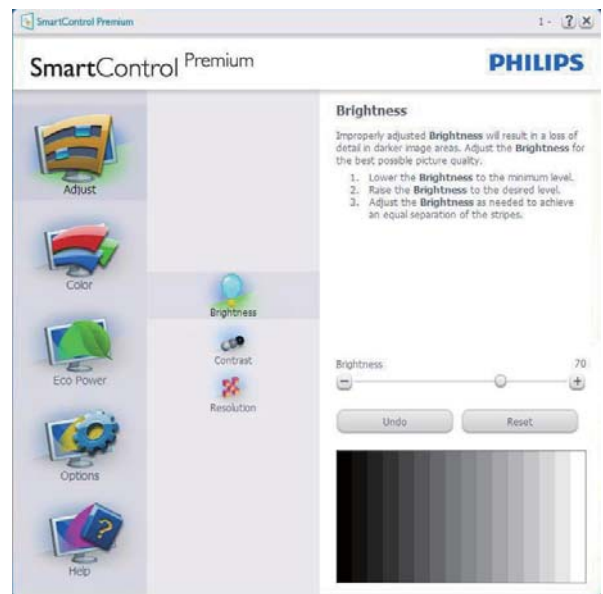 SmartControl Premium
1 - ? X
SmartControl Premium
PHILIPS
Adjust
Color
Eco Power
Options
Help
Brightness
Contrast
Resolution
Brightness
Improperly adjusted Brightness will result in a loss of
detail in darker image areas. Adjust the Brightness for
the best possible picture quality.
1. Lower the Brightness to the minimum level.
2. Raise the Brightness to the desired level.
3. Adjust the Brightness as needed to achieve
an equal separation of the stripes.
Brightness 70
Undo Reset